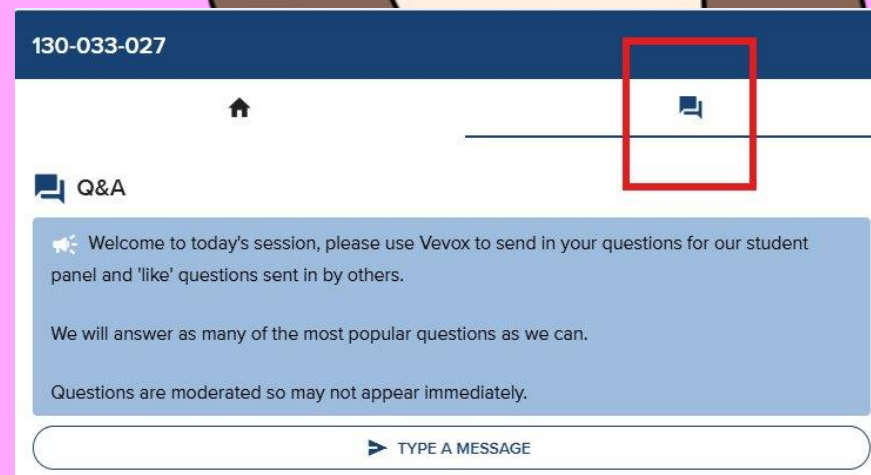 130-033-027
Q&A
Welcome to today's session, please use Vevox to send in your questions for our student
panel and 'like' questions sent in by others.
We will answer as many of the most popular questions as we can.
Questions are moderated so may not appear immediately.
TYPE A MESSAGE